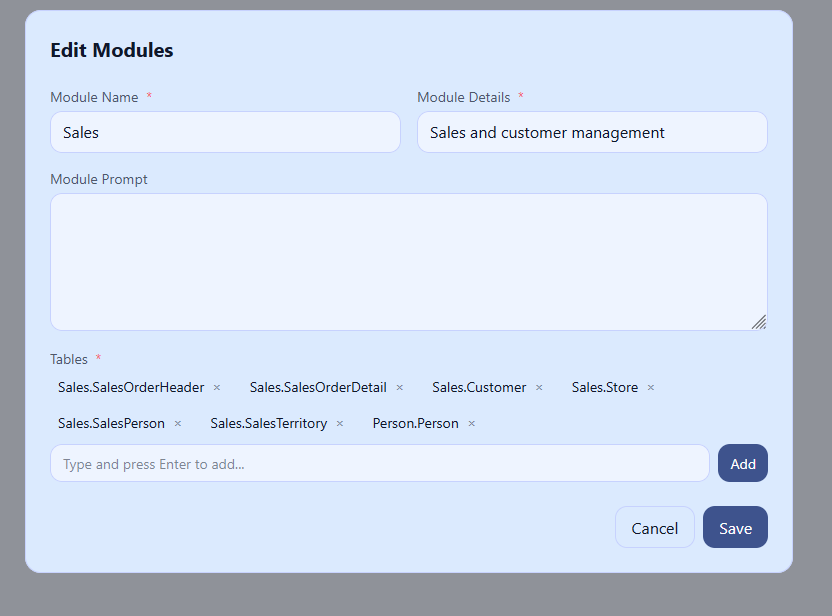 Edit Modules
Module Name * Module Details *
Sales Sales and customer management
Module Prompt
Tables *
Sales.SalesOrderHeader × Sales.SalesOrderDetail × Sales.Customer × Sales.Store ×
Sales.SalesPerson × Sales.SalesTerritory × Person.Person ×
Type and press Enter to add... Add
Cancel Save